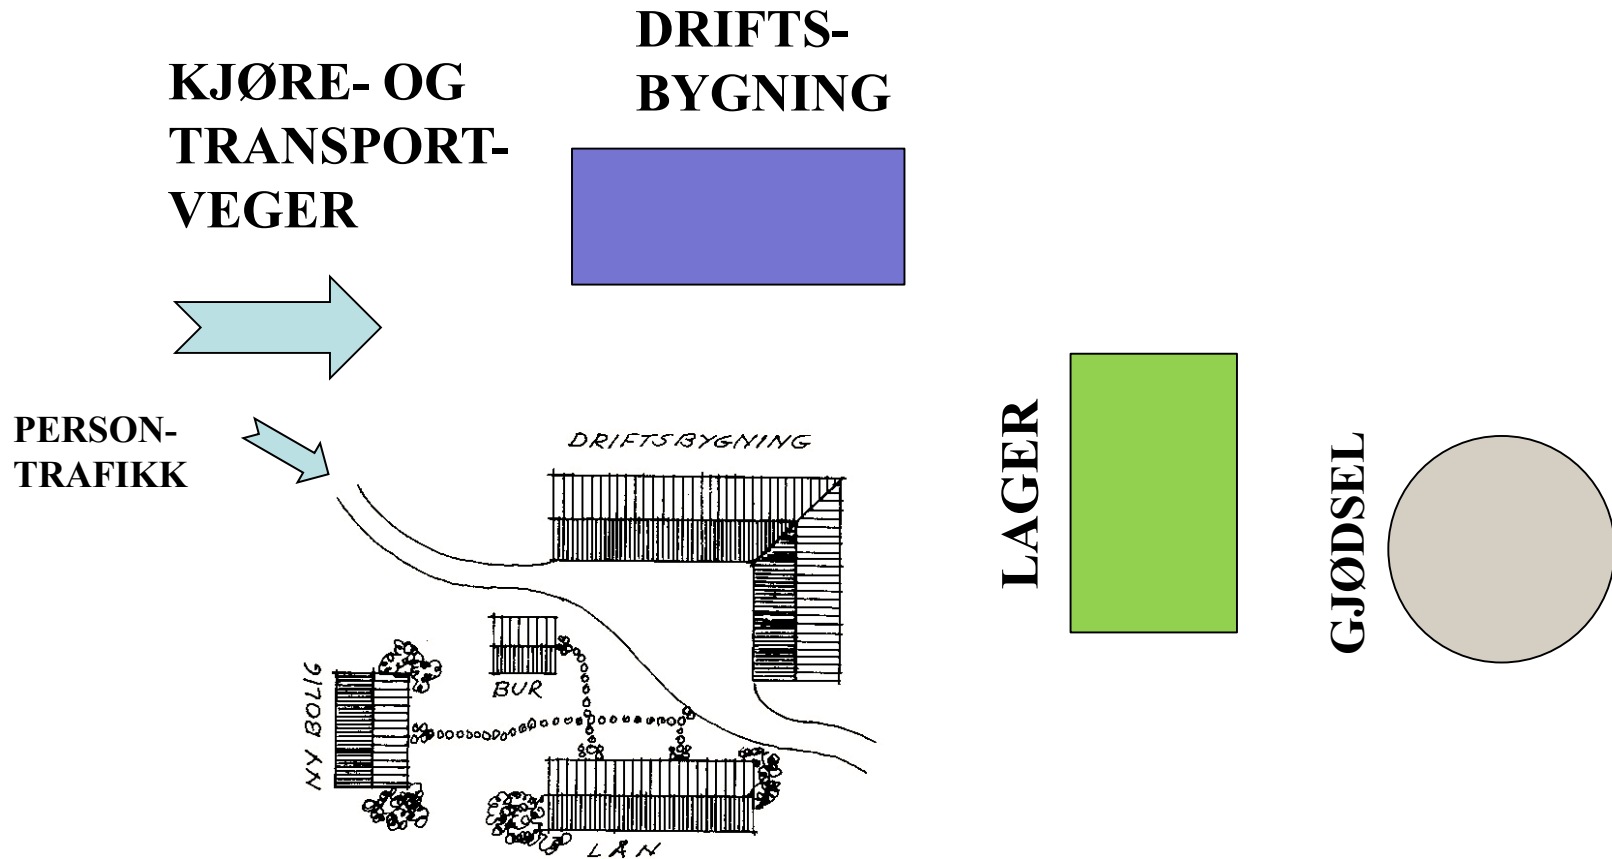 DRIFTS-
BYGNING
KJØRE- OG
TRANSPORT-
VEGER
PERSON-
TRAFIKK
DRIFTSBYGNING
LAGER
GJØDSEL
BUR
NY BOLIG
LÅN